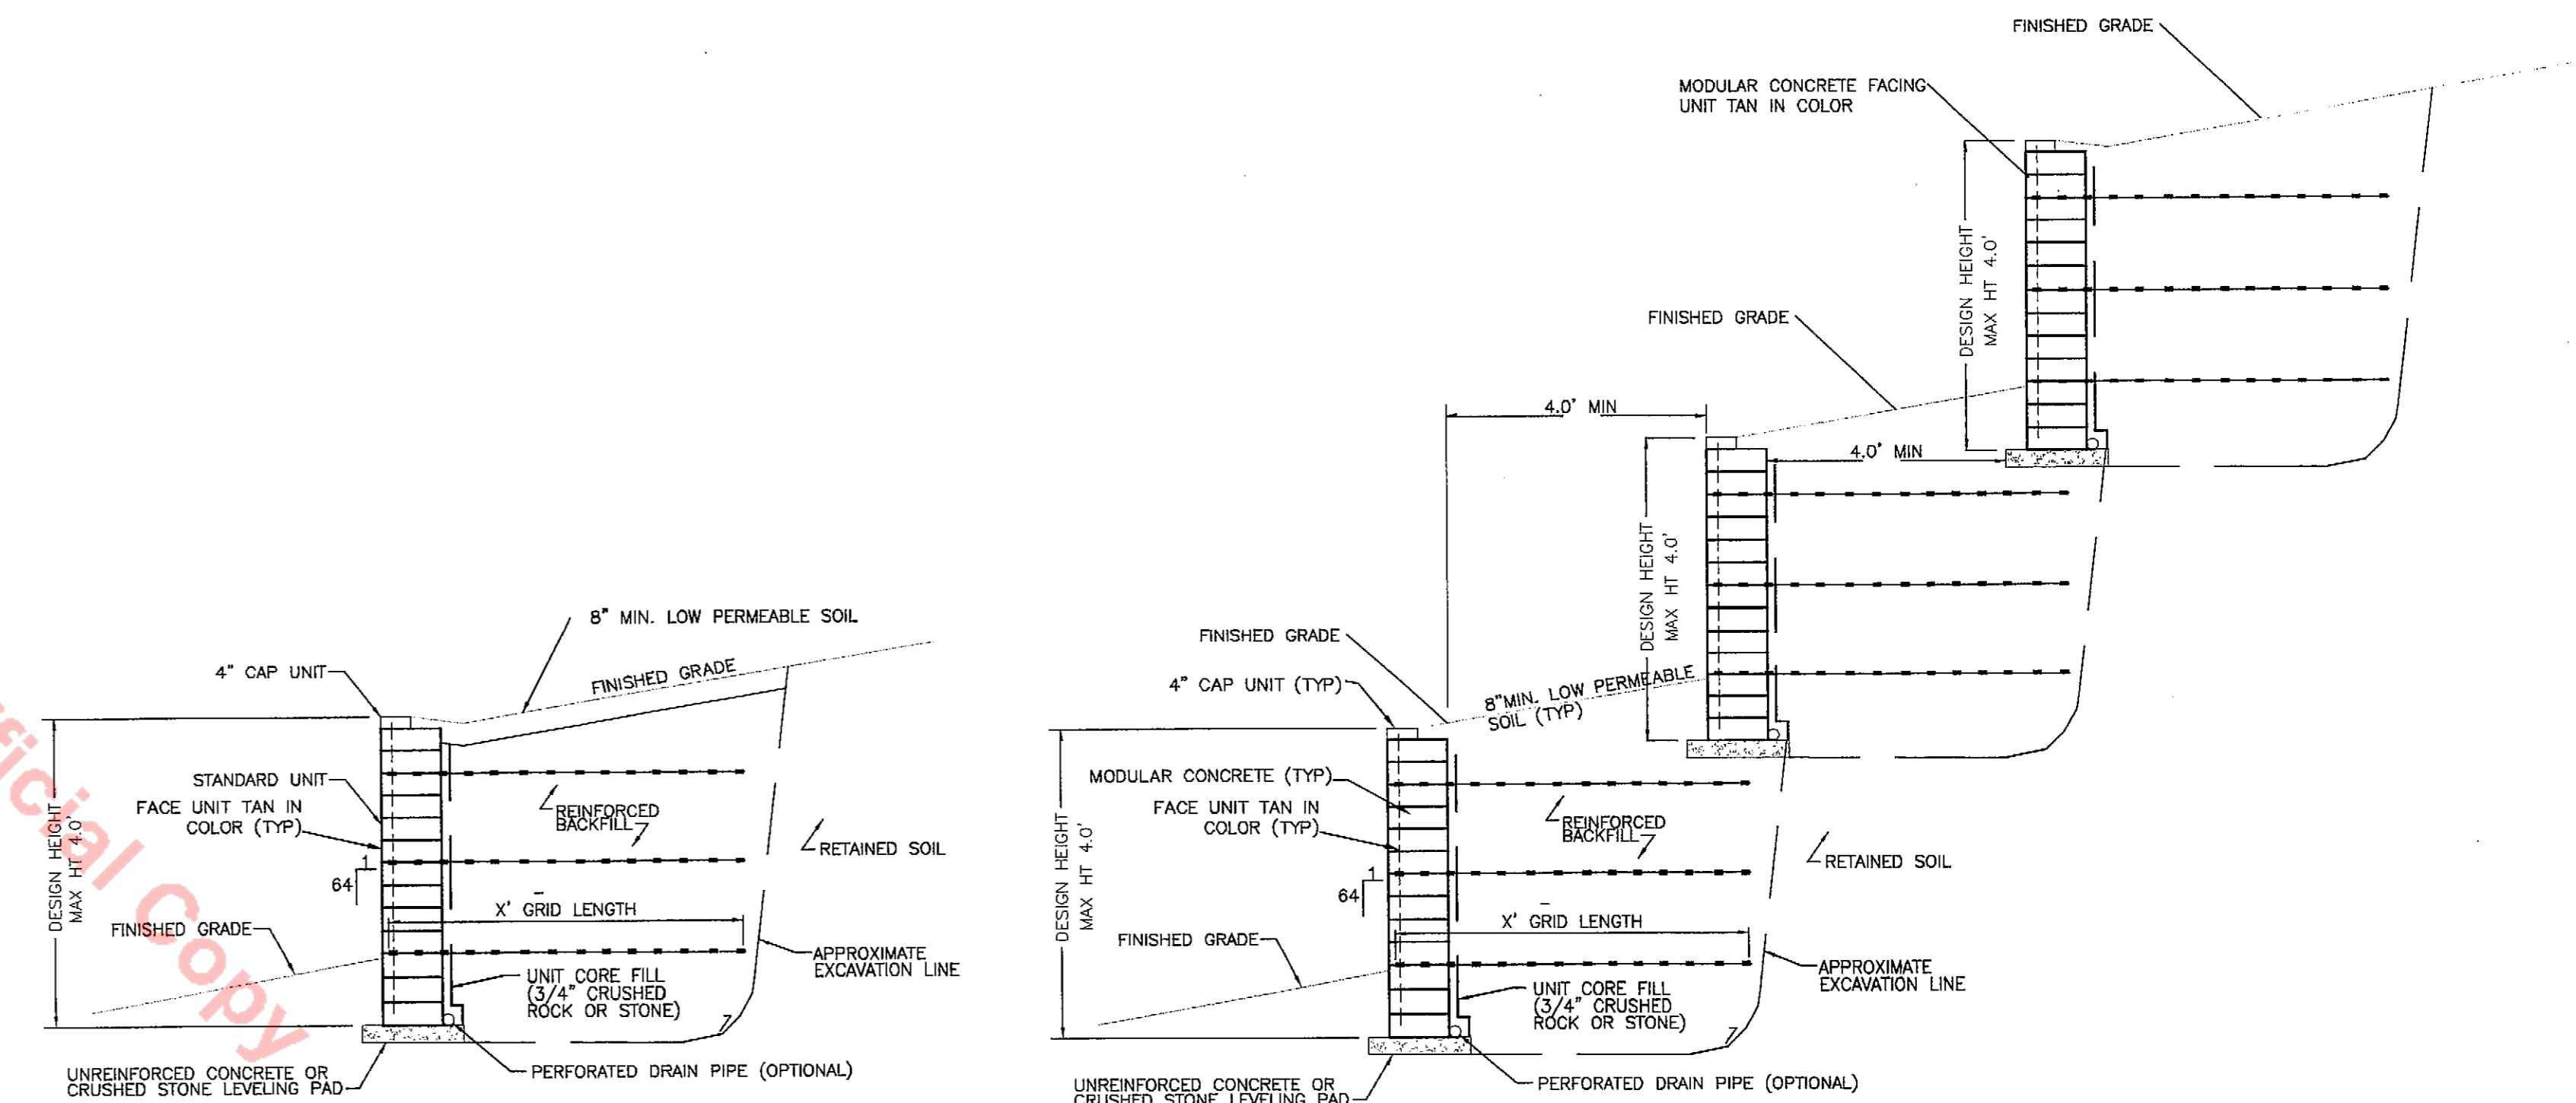 FINISHED GRADE
MODULAR CONCRETE FACING
UNIT TAN IN COLOR
DESIGN HEIGHT
MAX HT 4.0'
FINISHED GRADE
4.0' MIN
4.0' MIN
DESIGN HEIGHT
MAX HT 4.0'
8" MIN. LOW PERMEABLE SOIL
4" CAP UNIT
FINISHED GRADE
STANDARD UNIT
FACE UNIT TAN IN
COLOR (TYP)
DESIGN HEIGHT
MAX HT 4.0'
1
64
REINFORCED
BACKFILL
RETAINED SOIL
X' GRID LENGTH
FINISHED GRADE
APPROXIMATE
EXCAVATION LINE
UNIT CORE FILL
(3/4" CRUSHED
ROCK OR STONE)
PERFORATED DRAIN PIPE (OPTIONAL)
UNREINFORCED CONCRETE OR
CRUSHED STONE LEVELING PAD
FINISHED GRADE
4" CAP UNIT (TYP)
8"MIN. LOW PERMEABLE
SOIL (TYP)
MODULAR CONCRETE (TYP)
FACE UNIT TAN IN
COLOR (TYP)
DESIGN HEIGHT
MAX HT 4.0'
1
64
REINFORCED
BACKFILL
RETAINED SOIL
X' GRID LENGTH
FINISHED GRADE
APPROXIMATE
EXCAVATION LINE
UNIT CORE FILL
(3/4" CRUSHED
ROCK OR STONE)
PERFORATED DRAIN PIPE (OPTIONAL)
UNREINFORCED CONCRETE OR
CRUSHED STONE LEVELING PAD
Copy